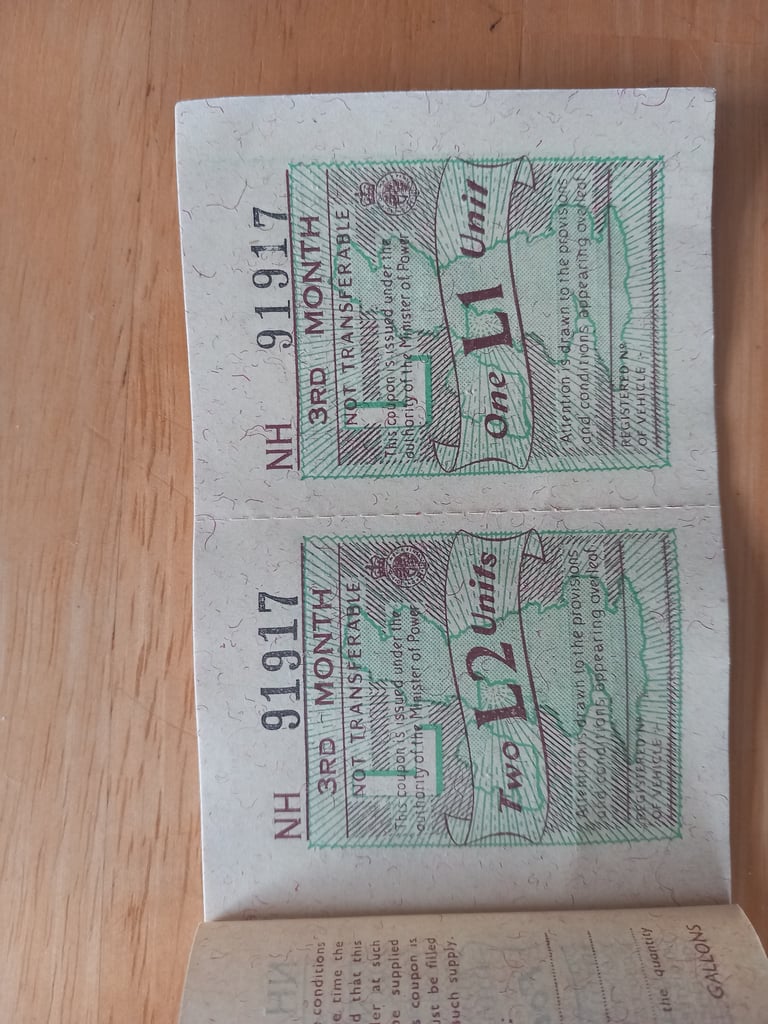 NH 91917
3RD MONTH
NOT TRANSFERABLE
L
This coupon is issued under the
authority of the Minister of Power
Two L2 Units
Attention is drawn to the provisions
and conditions appearing overleaf
REGISTERED No.
OF VEHICLE :-
NH 91917
3RD MONTH
NOT TRANSFERABLE
L
This coupon is issued under the
authority of the Minister of Power
One L1 Unit
Attention is drawn to the provisions
and conditions appearing overleaf
REGISTERED No.
OF VEHICLE :-
conditions
time the
that this
at such
supplied
coupon is
be filled
such supply.
the quantity
GALLONS